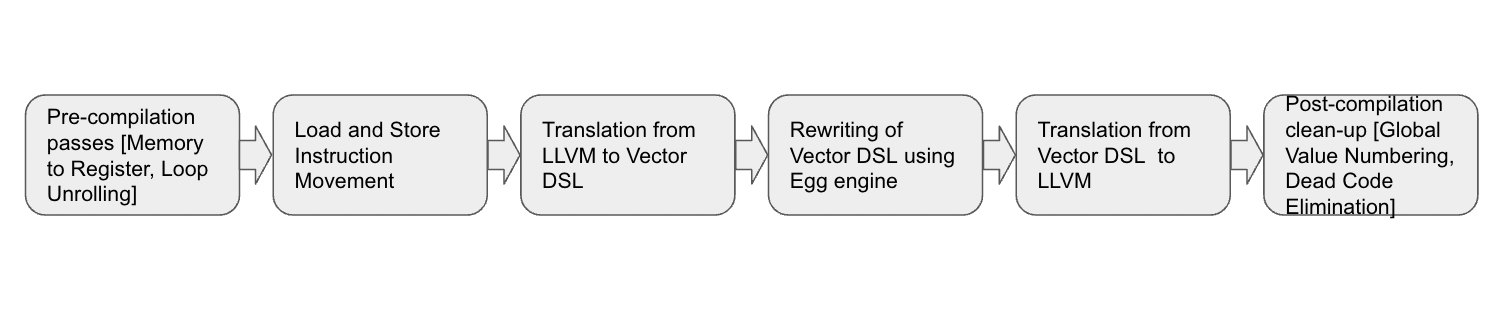 Pre-compilation
passes [Memory
to Register, Loop
Unrolling]
Load and Store
Instruction
Movement
Translation from
LLVM to Vector
DSL
Rewriting of
Vector DSL using
Egg engine
Translation from
Vector DSL  to
LLVM
Post-compilation
clean-up [Global
Value Numbering,
Dead Code
Elimination]